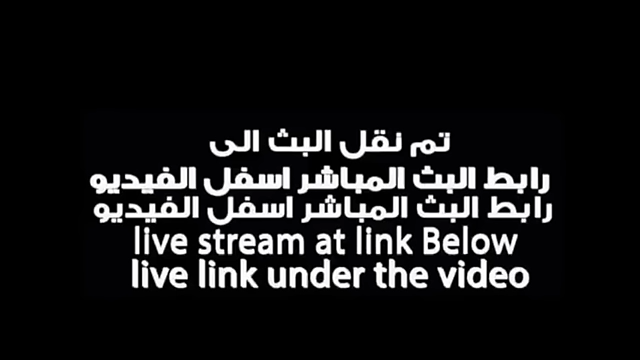 تم نقل البث الى
رابط البث المباشر اسفل الفيديو
رابط البث المباشر اسفل الفيديو
live stream at link Below
live link under the video